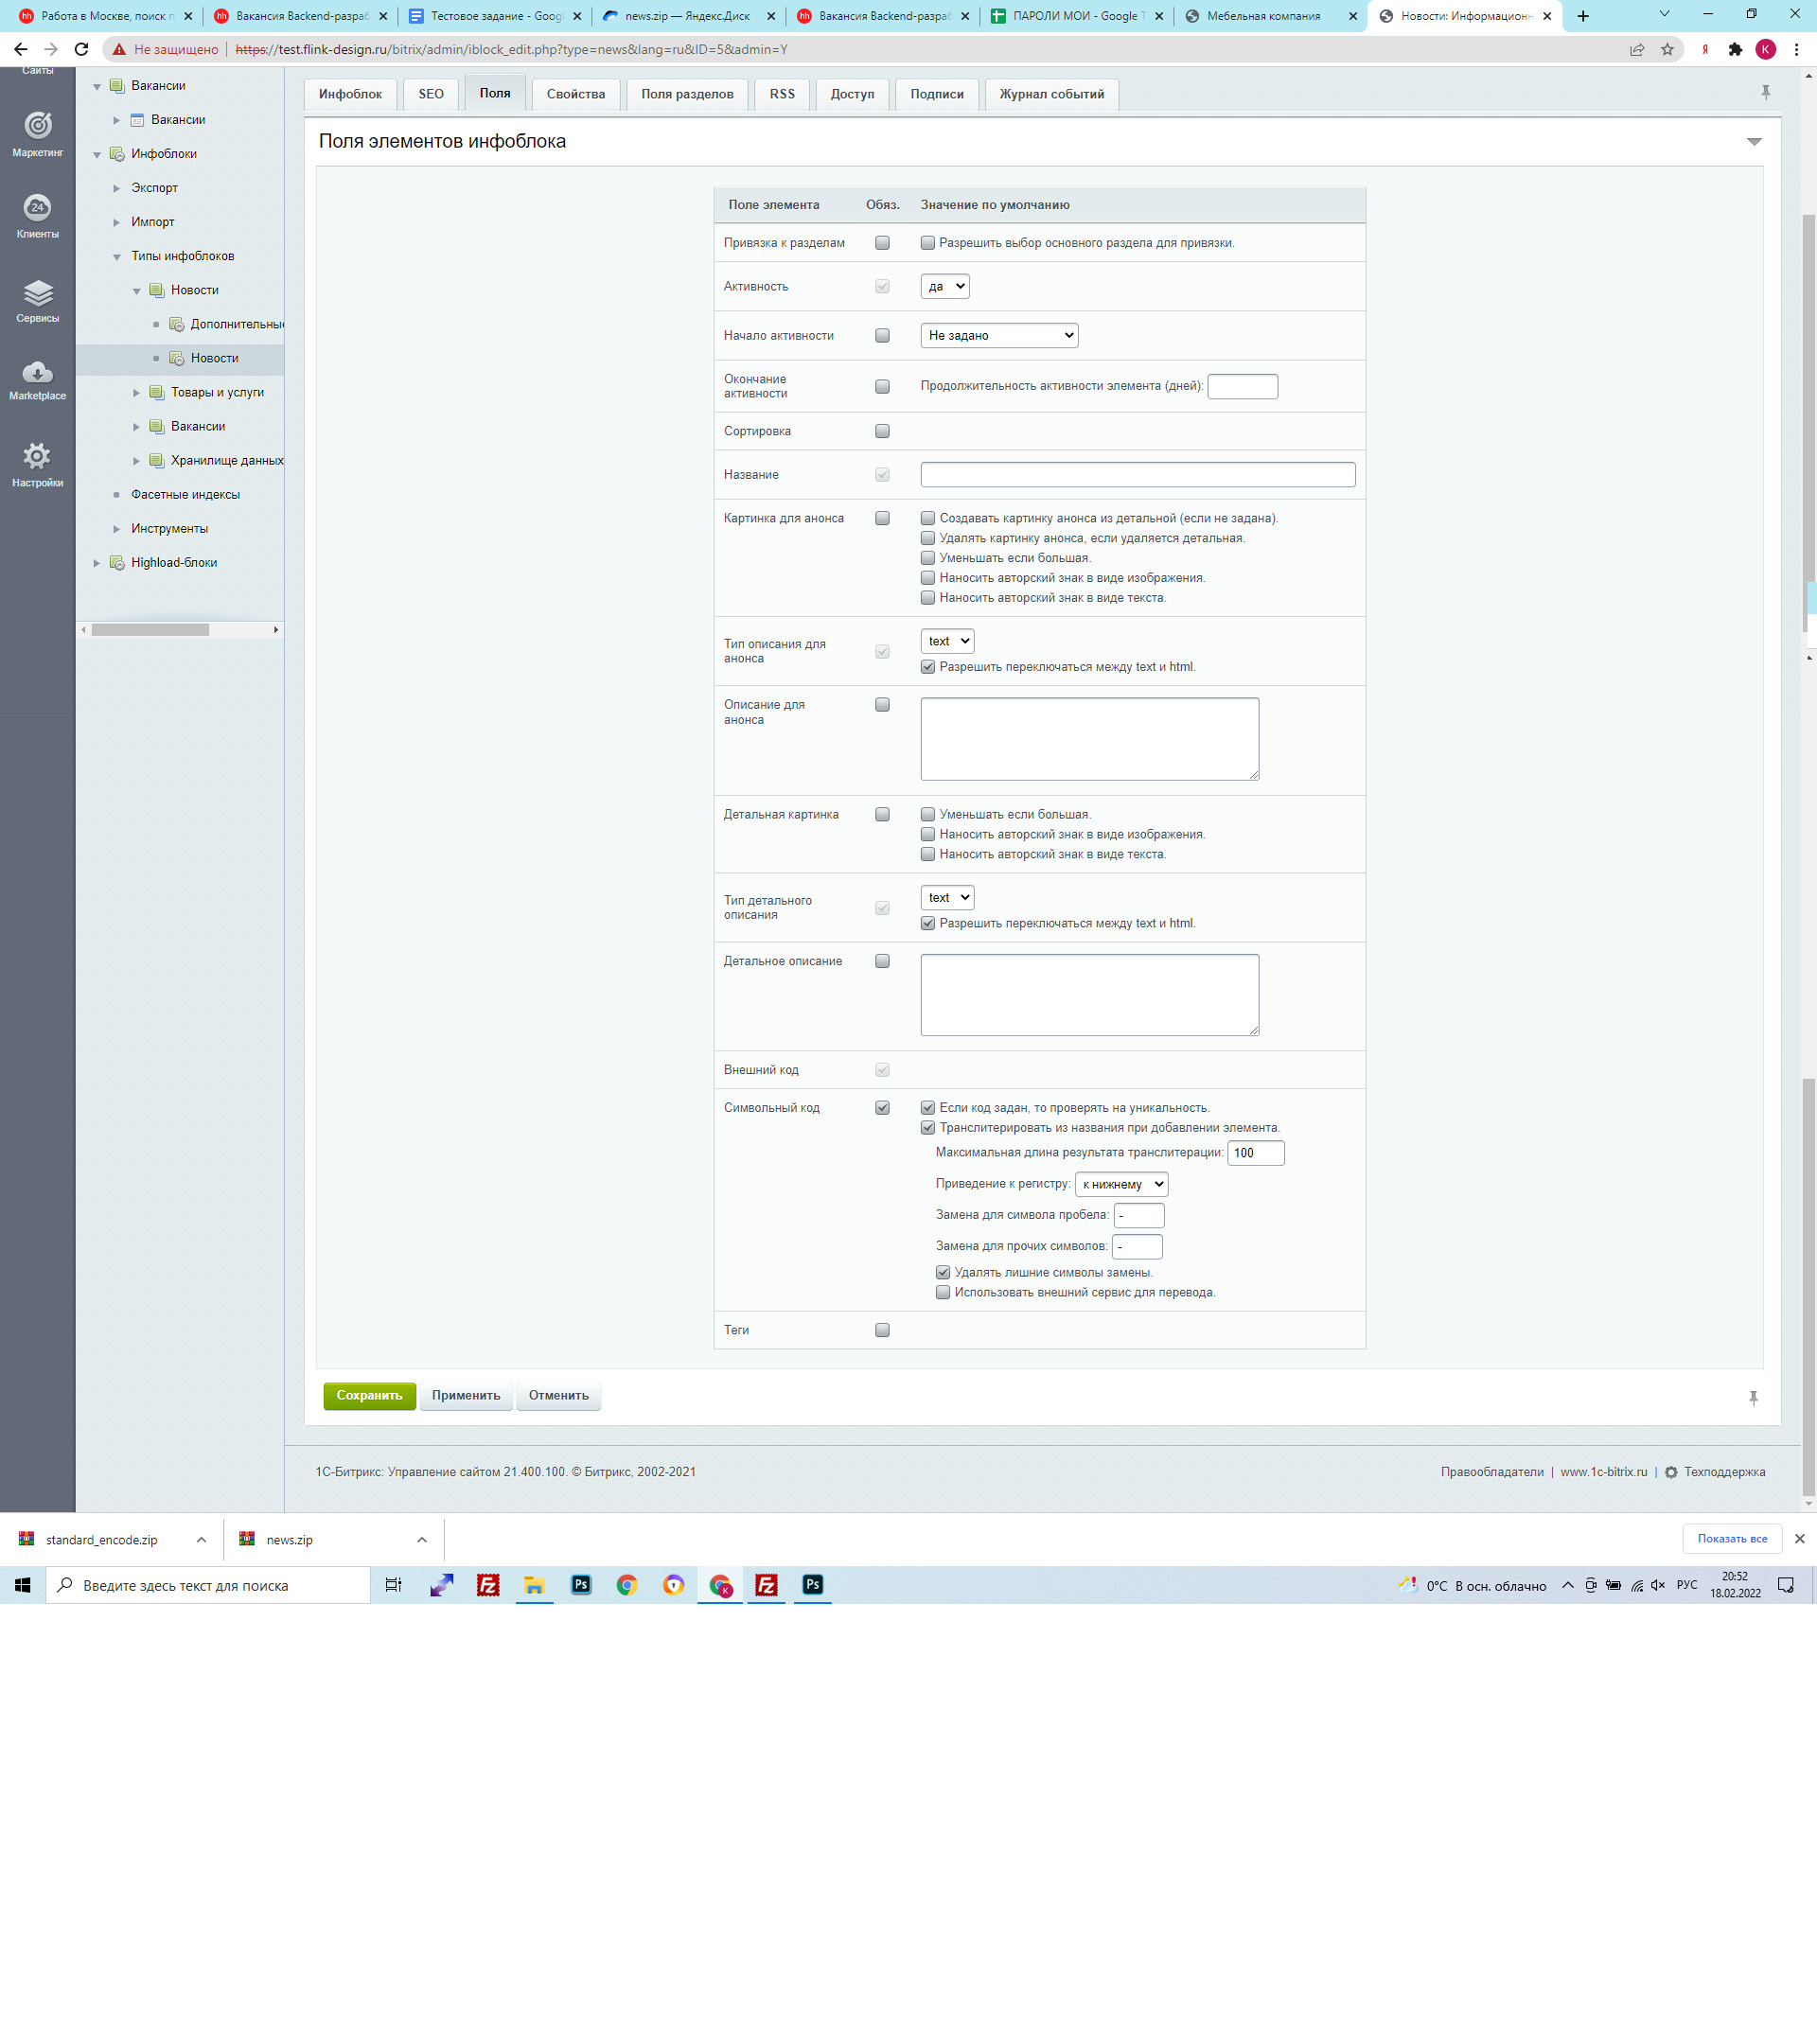 Работа в Москве, поиск п
Вакансия Backend-разраб
Тестовое задание - Googl
news.zip — Яндекс.Диск
Вакансия Backend-разраб
ПАРОЛИ МОИ - Google Т
Мебельная компания
Новости: Информационн
Не защищено
https://test.flink-design.ru/bitrix/admin/iblock_edit.php?type=news&lang=ru&ID=5&admin=Y
Сайты
Маркетинг
24
Клиенты
Сервисы
Marketplace
Настройки
Вакансии
Вакансии
Инфоблоки
Экспорт
Импорт
Типы инфоблоков
Новости
Дополнительные
Новости
Товары и услуги
Вакансии
Хранилище данных
Фасетные индексы
Инструменты
Highload-блоки
Инфоблок SEO Поля Свойства Поля разделов RSS Доступ Подписи Журнал событий
Поля элементов инфоблока
Поле элемента Обяз. Значение по умолчанию
Привязка к разделам Разрешить выбор основного раздела для привязки.
Активность да
Начало активности Не задано
Окончание активности Продолжительность активности элемента (дней):
Сортировка
Название
Картинка для анонса Создавать картинку анонса из детальной (если не задана).
Удалять картинку анонса, если удаляется детальная.
Уменьшать если большая.
Наносить авторский знак в виде изображения.
Наносить авторский знак в виде текста.
Тип описания для анонса text
Разрешить переключаться между text и html.
Описание для анонса
Детальная картинка Уменьшать если большая.
Наносить авторский знак в виде изображения.
Наносить авторский знак в виде текста.
Тип детального описания text
Разрешить переключаться между text и html.
Детальное описание
Внешний код
Символьный код Если код задан, то проверять на уникальность.
Транслитерировать из названия при добавлении элемента.
Максимальная длина результата транслитерации: 100
Приведение к регистру: к нижнему
Замена для символа пробела: -
Замена для прочих символов: -
Удалять лишние символы замены.
Использовать внешний сервис для перевода.
Теги
Сохранить Применить Отменить
1С-Битрикс: Управление сайтом 21.400.100. © Битрикс, 2002-2021
Правообладатели | www.1c-bitrix.ru | Техподдержка
standard_encode.zip
news.zip
Показать все
Введите здесь текст для поиска
0°C В осн. облачно
РУС
20:52
18.02.2022